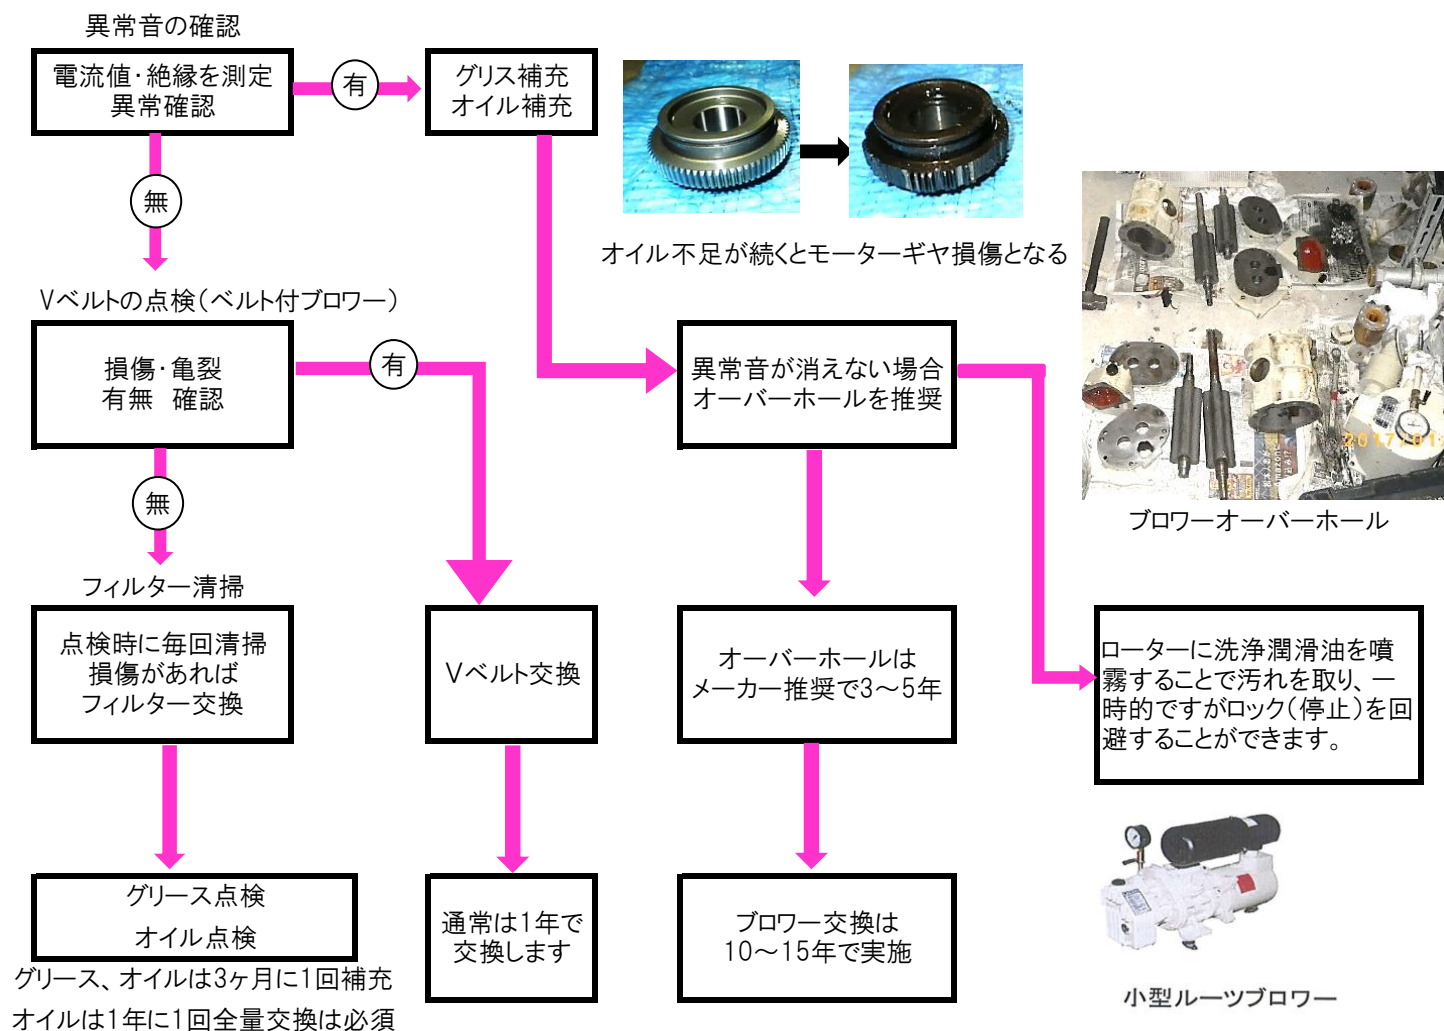 異常音の確認
電流値・絶縁を測定
異常確認
有
グリス補充
オイル補充
無
オイル不足が続くとモーターギヤ損傷となる
Vベルトの点検(ベルト付ブロワー)
損傷・亀裂
有無　確認
有
異常音が消えない場合
オーバーホールを推奨
無
ブロワーオーバーホール
フィルター清掃
点検時に毎回清掃
損傷があれば
フィルター交換
Vベルト交換
オーバーホールは
メーカー推奨で3～5年
ローターに洗浄潤滑油を噴
霧することで汚れを取り、一
時的ですがロック(停止)を回
避することができます。
グリース点検
オイル点検
通常は1年で
交換します
ブロワー交換は
10～15年で実施
グリース、オイルは3ヶ月に1回補充
オイルは1年に1回全量交換は必須
小型ルーツブロワー